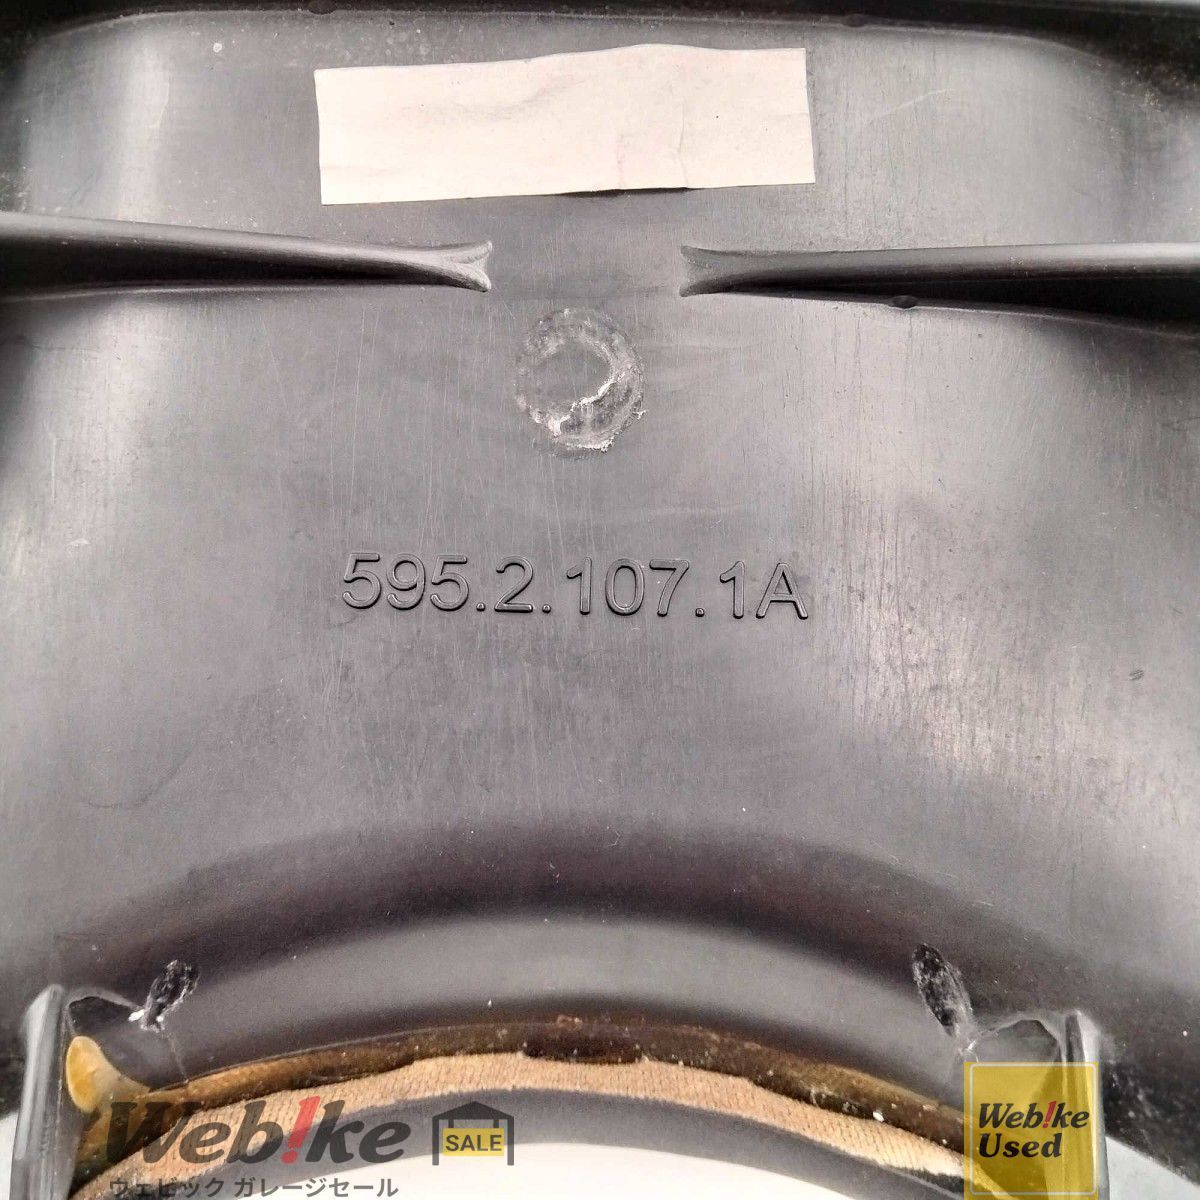 595.2.107.1A
Web!ke
SALE
ウェビック ガレージセール
Web!ke
Used